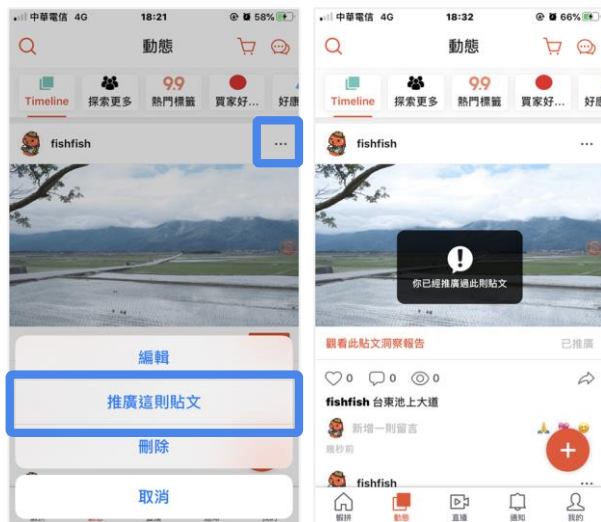 中華電信 4G 18:21 58%
動態
Timeline 探索更多 熱門標籤 買家好... 好康
9.9
fishfish ...
編輯
推廣這則貼文
刪除
取消
中華電信 4G 18:32 66%
動態
9.9
Timeline 探索更多 熱門標籤 買家好... 好康
fishfish ...
你已經推廣過此則貼文
觀看此貼文洞察報告 已推廣
0 0 0
fishfish 台東池上大道
新增一則留言
幾秒前
fishfish ...
蝦拼 動態 直播 通知 我的